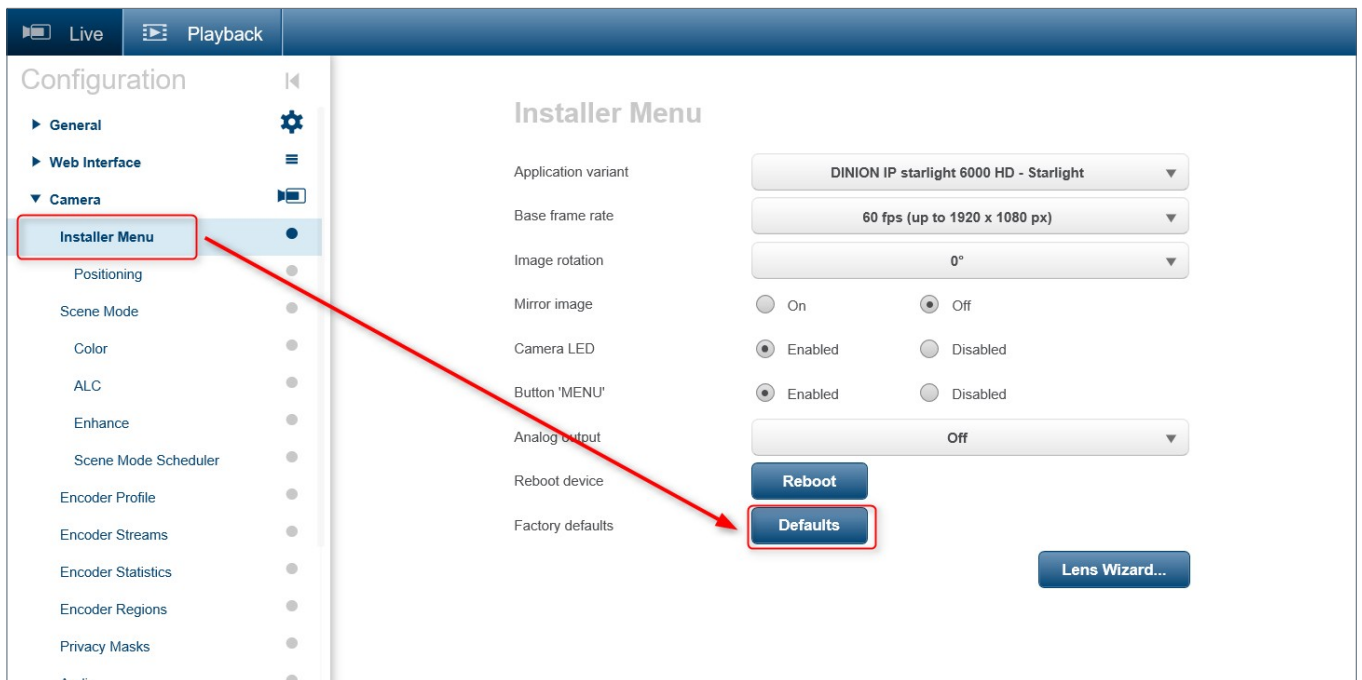 Live
Playback
Configuration
General
Web Interface
Camera
Installer Menu
Positioning
Scene Mode
Color
ALC
Enhance
Scene Mode Scheduler
Encoder Profile
Encoder Streams
Encoder Statistics
Encoder Regions
Privacy Masks
Installer Menu
Application variant
DINION IP starlight 6000 HD - Starlight
Base frame rate
60 fps (up to 1920 x 1080 px)
Image rotation
0°
Mirror image
On
Off
Camera LED
Enabled
Disabled
Button 'MENU'
Enabled
Disabled
Analog output
Off
Reboot device
Reboot
Factory defaults
Defaults
Lens Wizard...